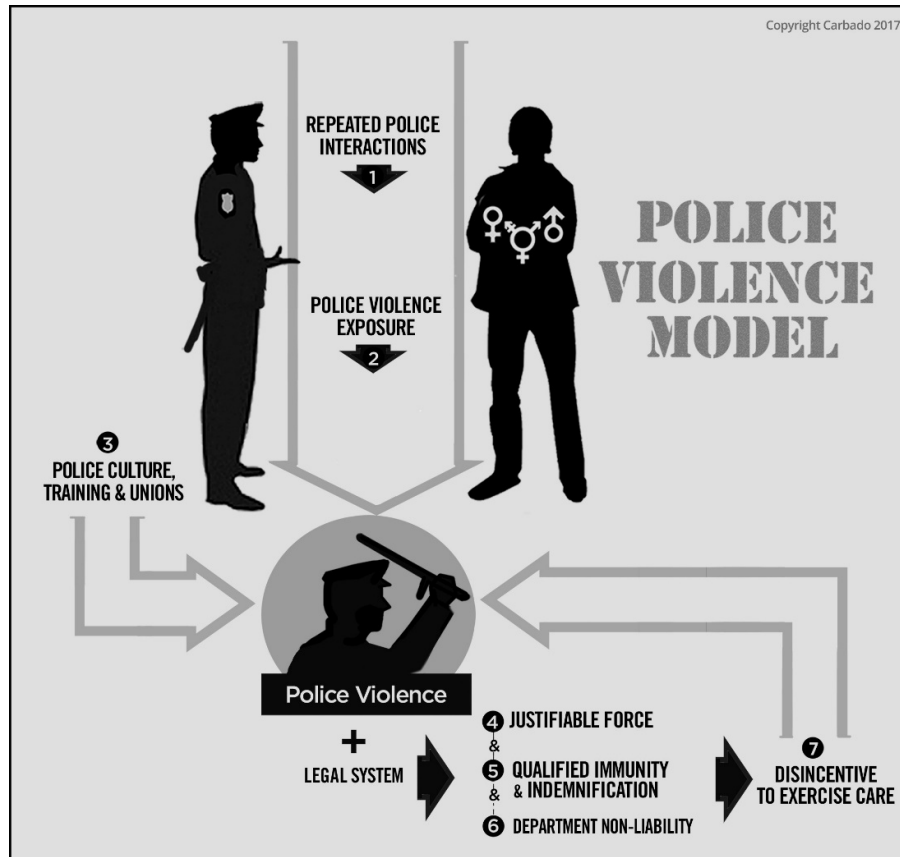 Copyright Carbado 2017
REPEATED POLICE
INTERACTIONS
1
POLICE
VIOLENCE
MODEL
POLICE VIOLENCE
EXPOSURE
2
3
POLICE CULTURE,
TRAINING & UNIONS
Police Violence
+
LEGAL SYSTEM
4 JUSTIFIABLE FORCE
&
5 QUALIFIED IMMUNITY
& INDEMNIFICATION
&
6 DEPARTMENT NON-LIABILITY
7
DISINCENTIVE
TO EXERCISE CARE